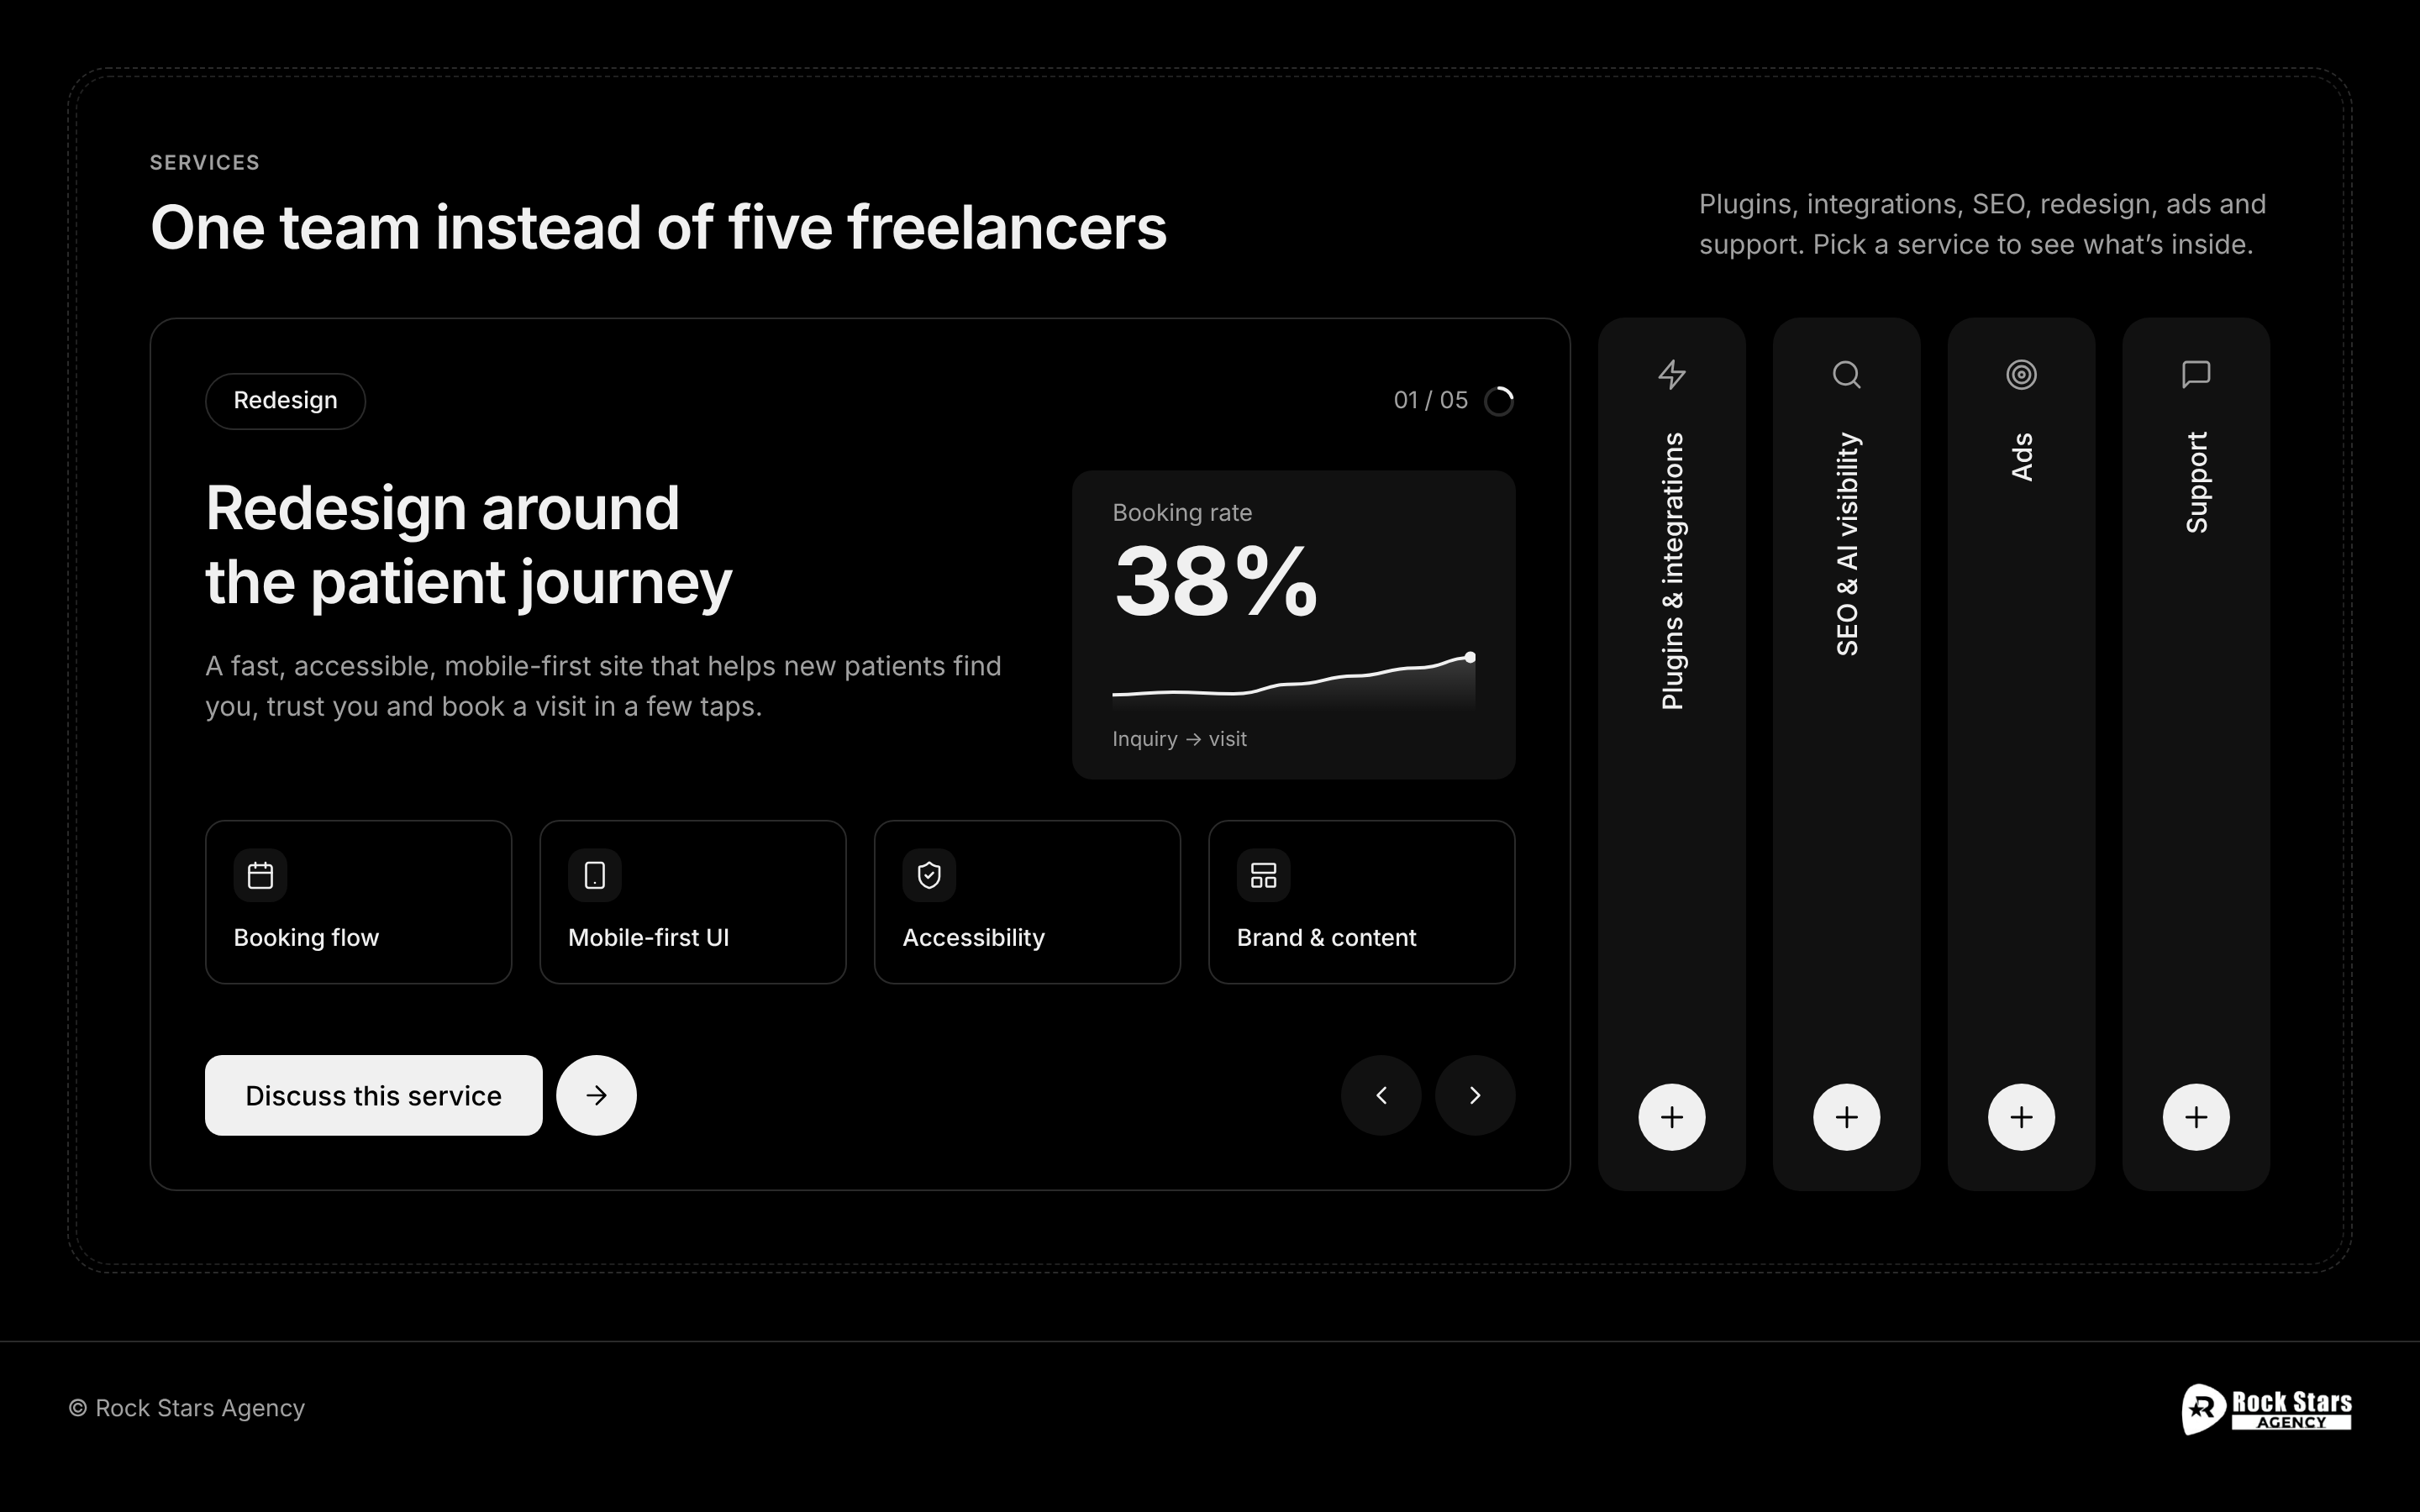 SERVICES
One team instead of five freelancers
Plugins, integrations, SEO, redesign, ads and
support. Pick a service to see what’s inside.
Redesign
01 / 05
Redesign around
the patient journey
A fast, accessible, mobile-first site that helps new patients find
you, trust you and book a visit in a few taps.
Booking rate
38%
Inquiry → visit
Booking flow
Mobile-first UI
Accessibility
Brand & content
Discuss this service
Plugins & integrations
SEO & AI visibility
Ads
Support
© Rock Stars Agency
R
Rock Stars
AGENCY